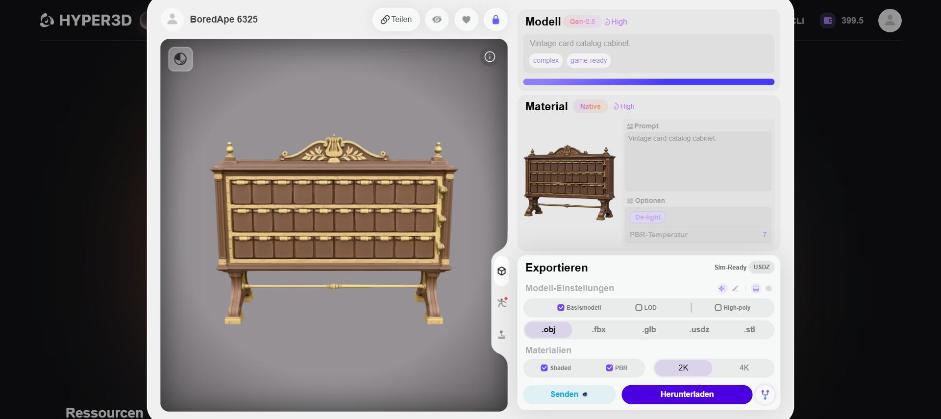 HYPER3D
BoredApe 6325
Teilen
CLI
399.5
Modell Gen-2.5 High
Vintage card catalog cabinet.
complex game ready
Material Native High
Prompt
Vintage card catalog cabinet.
Optionen
De-light
PBR-Temperatur 7
Exportieren Sim-Ready USDZ
Modell-Einstellungen
Basismodell LOD High-poly
.obj .fbx .glb .usdz .stl
Materialien
Shaded PBR 2K 4K
Senden Herunterladen
Ressourcen